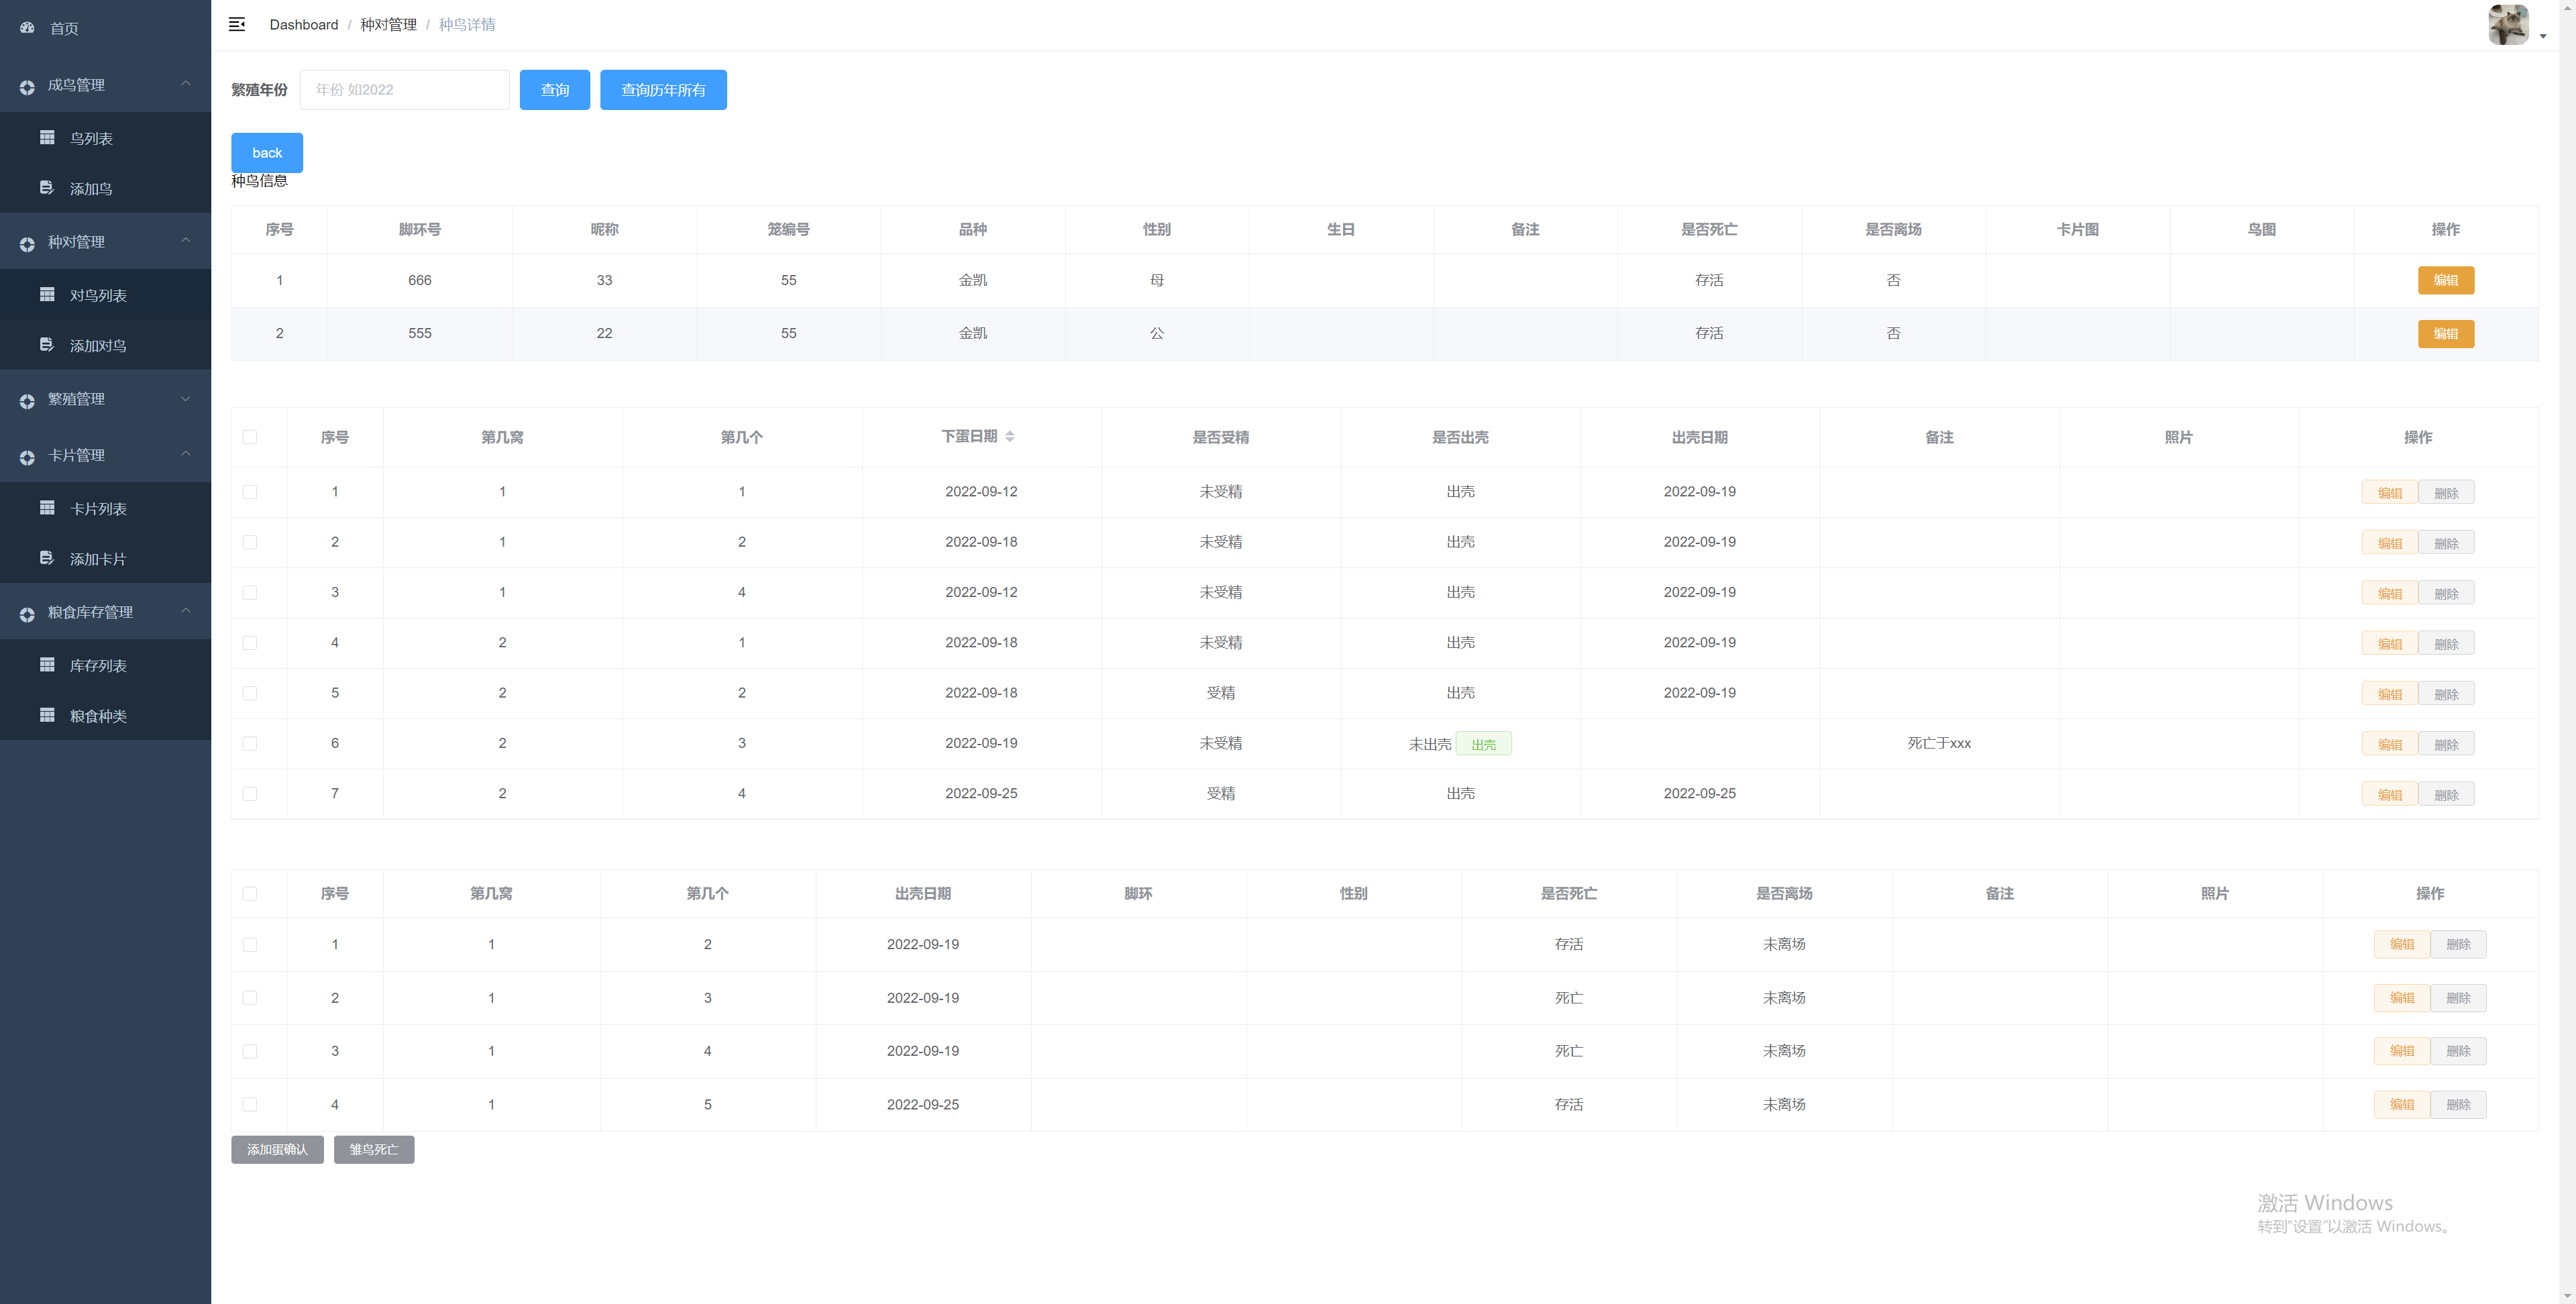 首页
成鸟管理
鸟列表
添加鸟
种对管理
对鸟列表
添加对鸟
繁殖管理
卡片管理
卡片列表
添加卡片
粮食库存管理
库存列表
粮食种类
Dashboard / 种对管理 / 种鸟详情
繁殖年份 年份 如2022 查询 查询历年所有
back
种鸟信息
序号 脚环号 昵称 笼编号 品种 性别 生日 备注 是否死亡 是否离场 卡片图 鸟图 操作
1 666 33 55 金凯 母 存活 否 编辑
2 555 22 55 金凯 公 存活 否 编辑
序号 第几窝 第几个 下蛋日期 是否受精 是否出壳 出壳日期 备注 照片 操作
1 1 1 2022-09-12 未受精 出壳 2022-09-19 编辑 删除
2 1 2 2022-09-18 未受精 出壳 2022-09-19 编辑 删除
3 1 4 2022-09-12 未受精 出壳 2022-09-19 编辑 删除
4 2 1 2022-09-18 未受精 出壳 2022-09-19 编辑 删除
5 2 2 2022-09-18 受精 出壳 2022-09-19 编辑 删除
6 2 3 2022-09-19 未受精 未出壳 出壳 死亡于xxx 编辑 删除
7 2 4 2022-09-25 受精 出壳 2022-09-25 编辑 删除
序号 第几窝 第几个 出壳日期 脚环 性别 是否死亡 是否离场 备注 照片 操作
1 1 2 2022-09-19 存活 未离场 编辑 删除
2 1 3 2022-09-19 死亡 未离场 编辑 删除
3 1 4 2022-09-19 死亡 未离场 编辑 删除
4 1 5 2022-09-25 存活 未离场 编辑 删除
添加蛋确认 雏鸟死亡
激活 Windows
转到"设置"以激活 Windows。